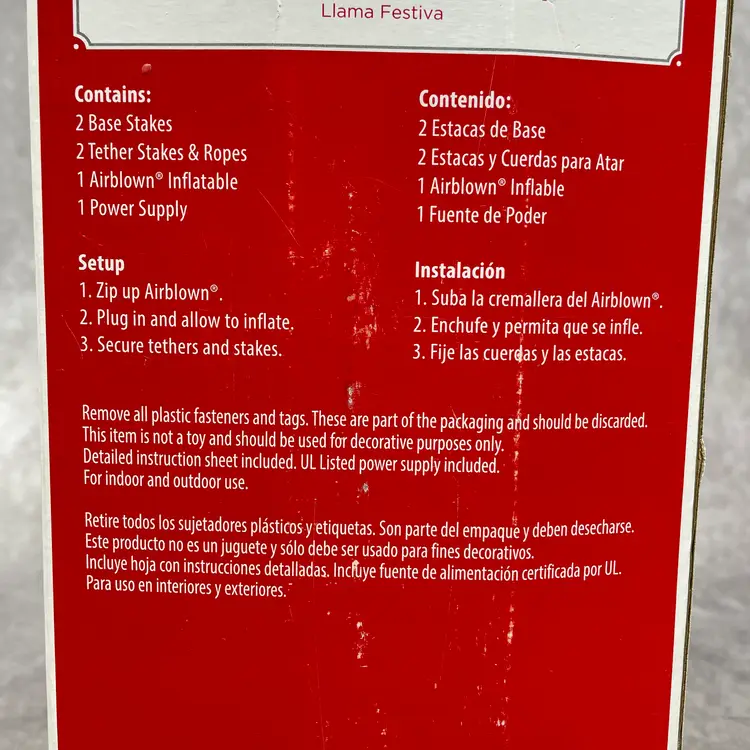 Llama Festiva
Contains:
2 Base Stakes
2 Tether Stakes & Ropes
1 Airblown® Inflatable
1 Power Supply
Contenido:
2 Estacas de Base
2 Estacas y Cuerdas para Atar
1 Airblown® Inflable
1 Fuente de Poder
Setup
1. Zip up Airblown®.
2. Plug in and allow to inflate.
3. Secure tethers and stakes.
Instalación
1. Suba la cremallera del Airblown®.
2. Enchufe y permita que se infle.
3. Fije las cuerdas y las estacas.
Remove all plastic fasteners and tags. These are part of the packaging and should be discarded.
This item is not a toy and should be used for decorative purposes only.
Detailed instruction sheet included. UL Listed power supply included.
For indoor and outdoor use.
Retire todos los sujetadores plásticos y etiquetas. Son parte del empaque y deben desecharse.
Este producto no es un juguete y sólo debe ser usado para fines decorativos.
Incluye hoja con instrucciones detalladas. Incluye fuente de alimentación certificada por UL.
Para uso en interiores y exteriores.